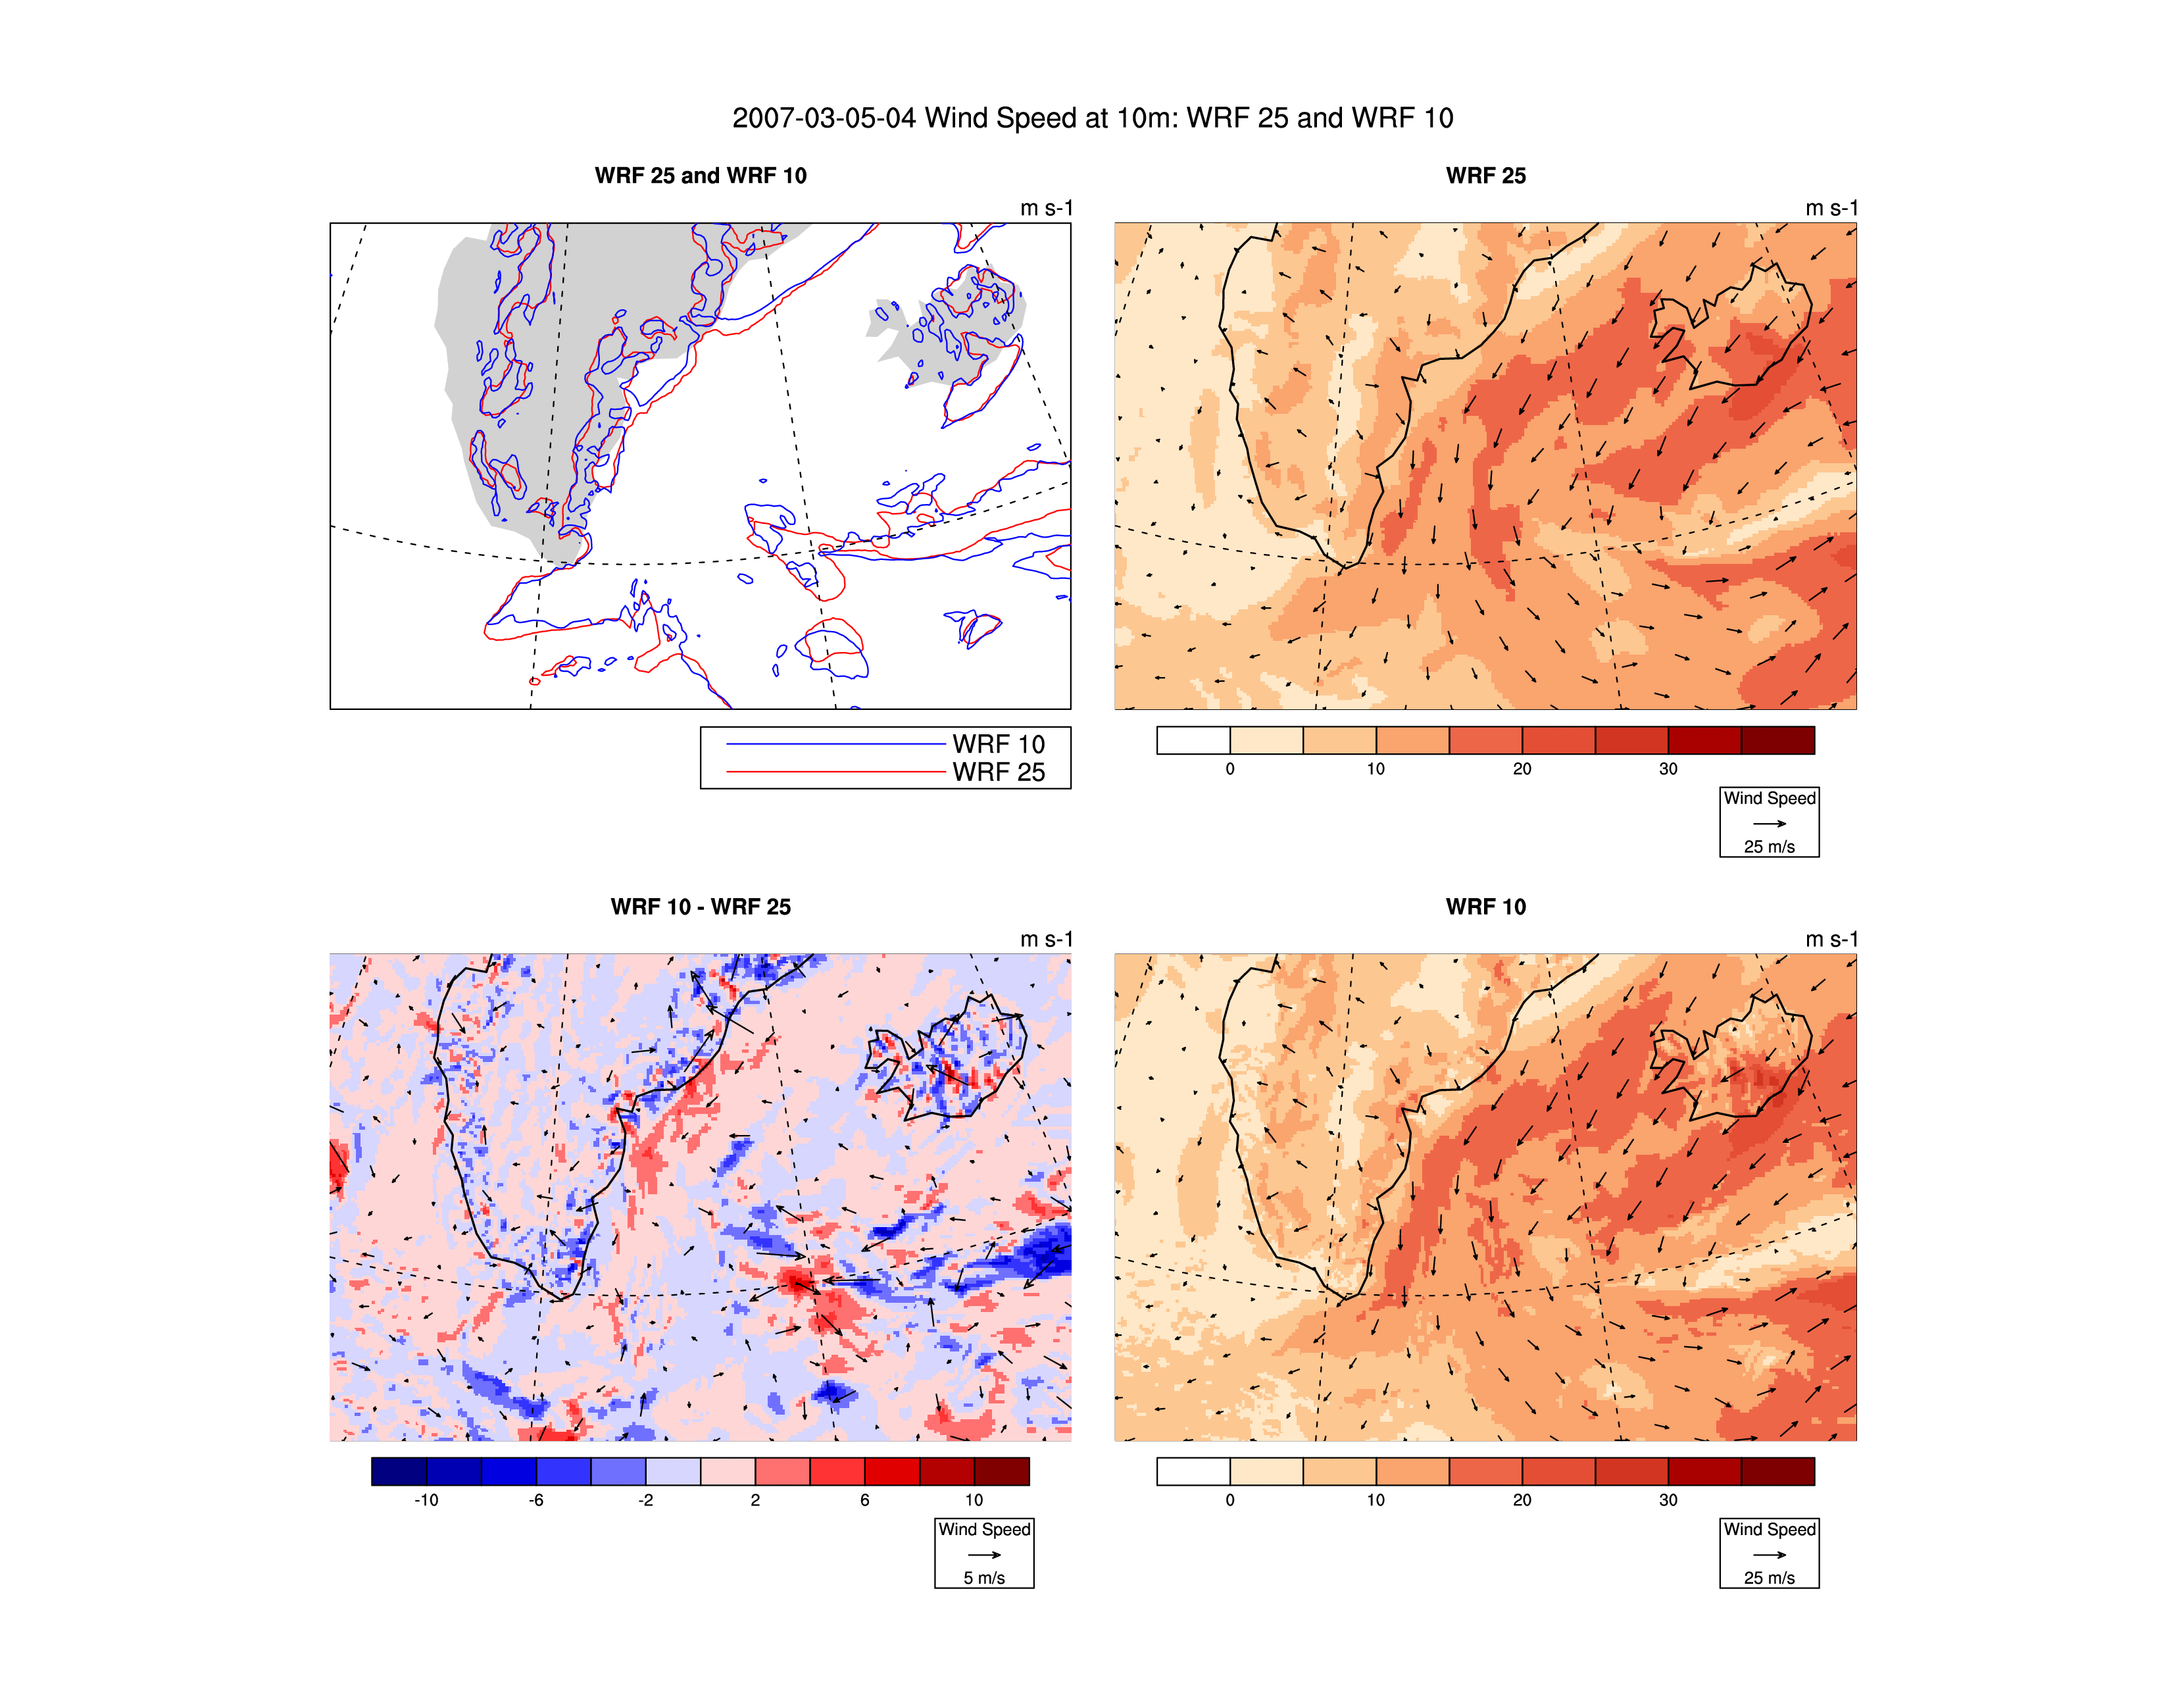 2007-03-05-04 Wind Speed at 10m: WRF 25 and WRF 10
WRF 25 and WRF 10
m s-1
WRF 10
WRF 25
WRF 25
m s-1
0 10 20 30
Wind Speed
25 m/s
WRF 10 - WRF 25
m s-1
-10 -6 -2 2 6 10
Wind Speed
5 m/s
WRF 10
m s-1
0 10 20 30
Wind Speed
25 m/s